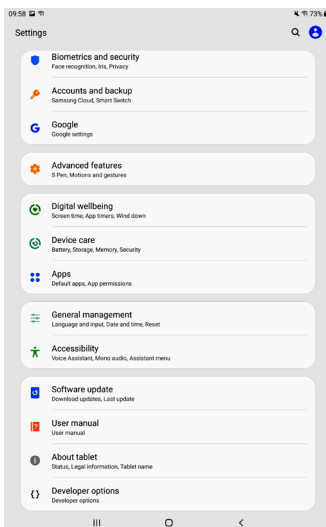 09:58 73%
Settings
Biometrics and security
Face recognition, Iris, Privacy
Accounts and backup
Samsung Cloud, Smart Switch
Google
Google settings
Advanced features
S Pen, Motions and gestures
Digital wellbeing
Screen time, App timers, Wind down
Device care
Battery, Storage, Memory, Security
Apps
Default apps, App permissions
General management
Language and input, Date and time, Reset
Accessibility
Voice Assistant, Mono audio, Assistant menu
Software update
Download updates, Last update
User manual
User manual
About tablet
Status, Legal information, Tablet name
Developer options
Developer options